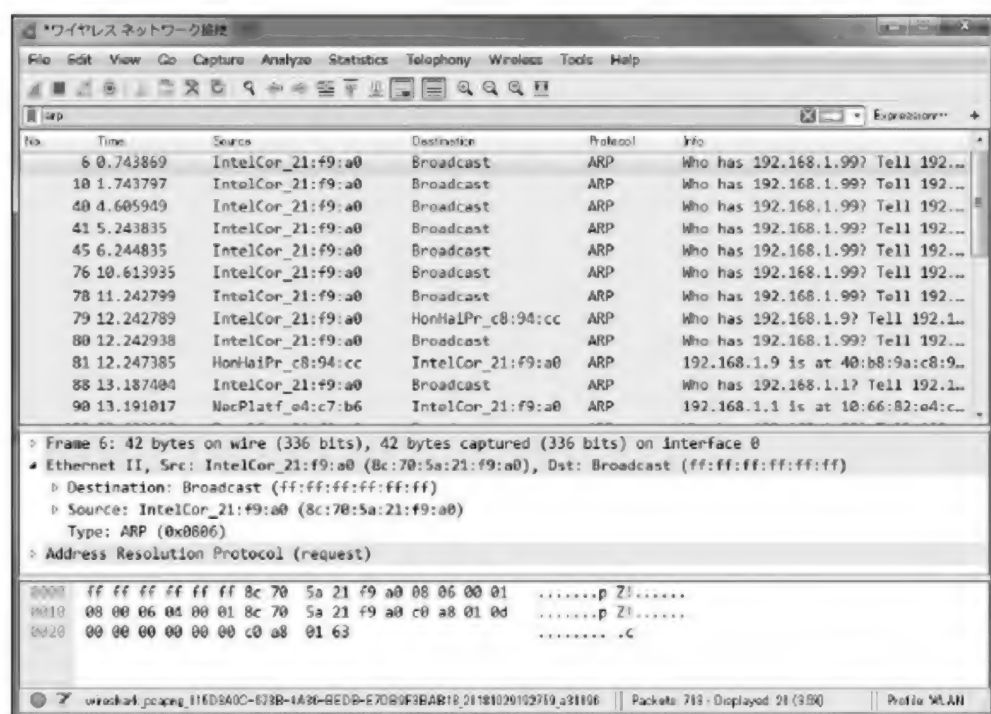 *ワイヤレス ネットワーク接続
File Edit View Go Capture Analyze Statistics Telephony Wireless Tools Help
arp Expression… +
No. Time Source Destination Protocol Info
6 0.743869 IntelCor_21:f9:a0 Broadcast ARP Who has 192.168.1.99? Tell 192.…
10 1.743797 IntelCor_21:f9:a0 Broadcast ARP Who has 192.168.1.99? Tell 192.…
40 4.605949 IntelCor_21:f9:a0 Broadcast ARP Who has 192.168.1.99? Tell 192.…
41 5.243835 IntelCor_21:f9:a0 Broadcast ARP Who has 192.168.1.99? Tell 192.…
45 6.244835 IntelCor_21:f9:a0 Broadcast ARP Who has 192.168.1.99? Tell 192.…
76 10.613935 IntelCor_21:f9:a0 Broadcast ARP Who has 192.168.1.99? Tell 192.…
78 11.242799 IntelCor_21:f9:a0 Broadcast ARP Who has 192.168.1.99? Tell 192.…
79 12.242789 IntelCor_21:f9:a0 HonHaiPr_c8:94:cc ARP Who has 192.168.1.9? Tell 192.1…
80 12.242938 IntelCor_21:f9:a0 Broadcast ARP Who has 192.168.1.99? Tell 192.…
81 12.247385 HonHaiPr_c8:94:cc IntelCor_21:f9:a0 ARP 192.168.1.9 is at 40:b8:9a:c8:9…
88 13.187404 IntelCor_21:f9:a0 Broadcast ARP Who has 192.168.1.1? Tell 192.1…
90 13.191017 NecPlatf_e4:c7:b6 IntelCor_21:f9:a0 ARP 192.168.1.1 is at 10:66:82:e4:c…
Frame 6: 42 bytes on wire (336 bits), 42 bytes captured (336 bits) on interface 0
Ethernet II, Src: IntelCor_21:f9:a0 (8c:70:5a:21:f9:a0), Dst: Broadcast (ff:ff:ff:ff:ff:ff)
Destination: Broadcast (ff:ff:ff:ff:ff:ff)
Source: IntelCor_21:f9:a0 (8c:70:5a:21:f9:a0)
Type: ARP (0x0806)
Address Resolution Protocol (request)
0000 ff ff ff ff ff ff 8c 70 5a 21 f9 a0 08 06 00 01 .......p Z!......
0010 08 00 06 04 00 01 8c 70 5a 21 f9 a0 c0 a8 01 0d .......p Z!......
0020 00 00 00 00 00 00 c0 a8 01 63 ........ .c
Packets: 713 · Displayed: 21 Profile: WLAN